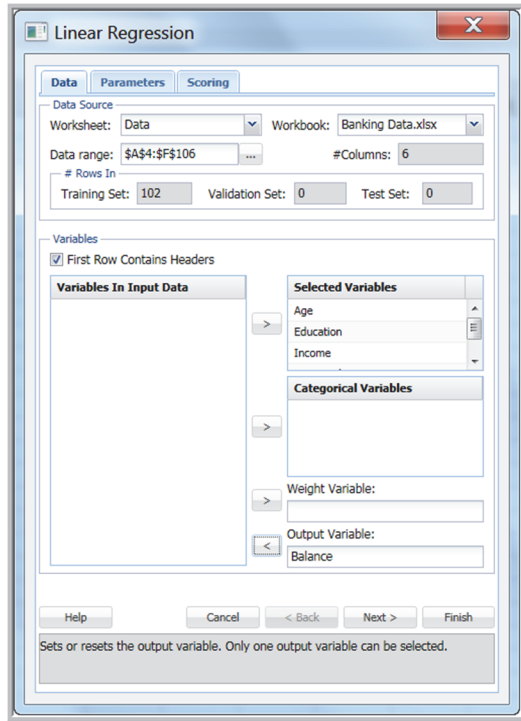 Linear Regression
X
Data Parameters Scoring
Data Source
Worksheet: Data Workbook: Banking Data.xlsx
Data range: $A$4:$F$106 ... #Columns: 6
# Rows In
Training Set: 102 Validation Set: 0 Test Set: 0
Variables
First Row Contains Headers
Variables In Input Data Selected Variables
Age
>
Education
Income
Categorical Variables
>
Weight Variable:
>
Output Variable:
< Balance
Help Cancel < Back Next > Finish
Sets or resets the output variable. Only one output variable can be selected.